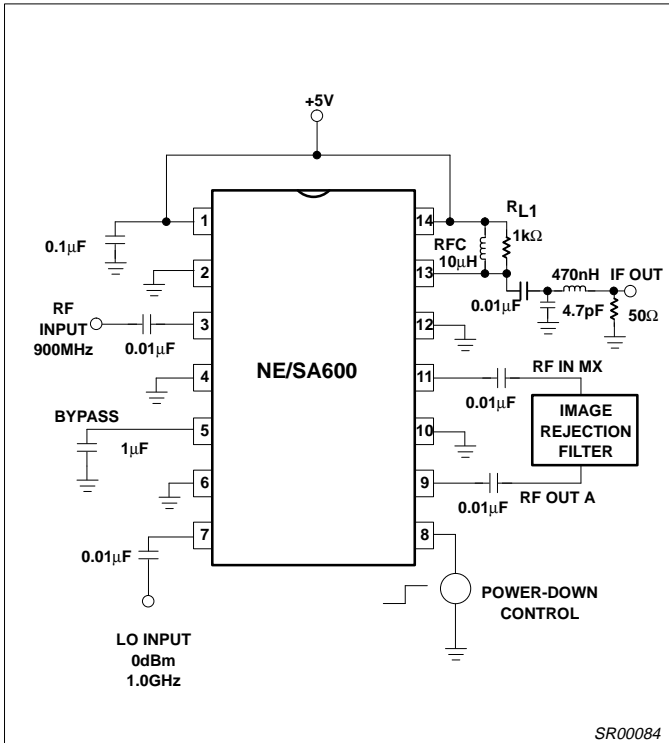 +5V
1
14
R L1
1kΩ
RFC
10μH
0.1μF
2
13
470nH
IF OUT
0.01μF
4.7pF
50Ω
RF
INPUT
900MHz
0.01μF
3
12
NE/SA600
4
11
RF IN MX
0.01μF
BYPASS
1μF
5
10
IMAGE
REJECTION
FILTER
6
9
0.01μF
RF OUT A
7
8
0.01μF
POWER-DOWN
CONTROL
LO INPUT
0dBm
1.0GHz
SR00084